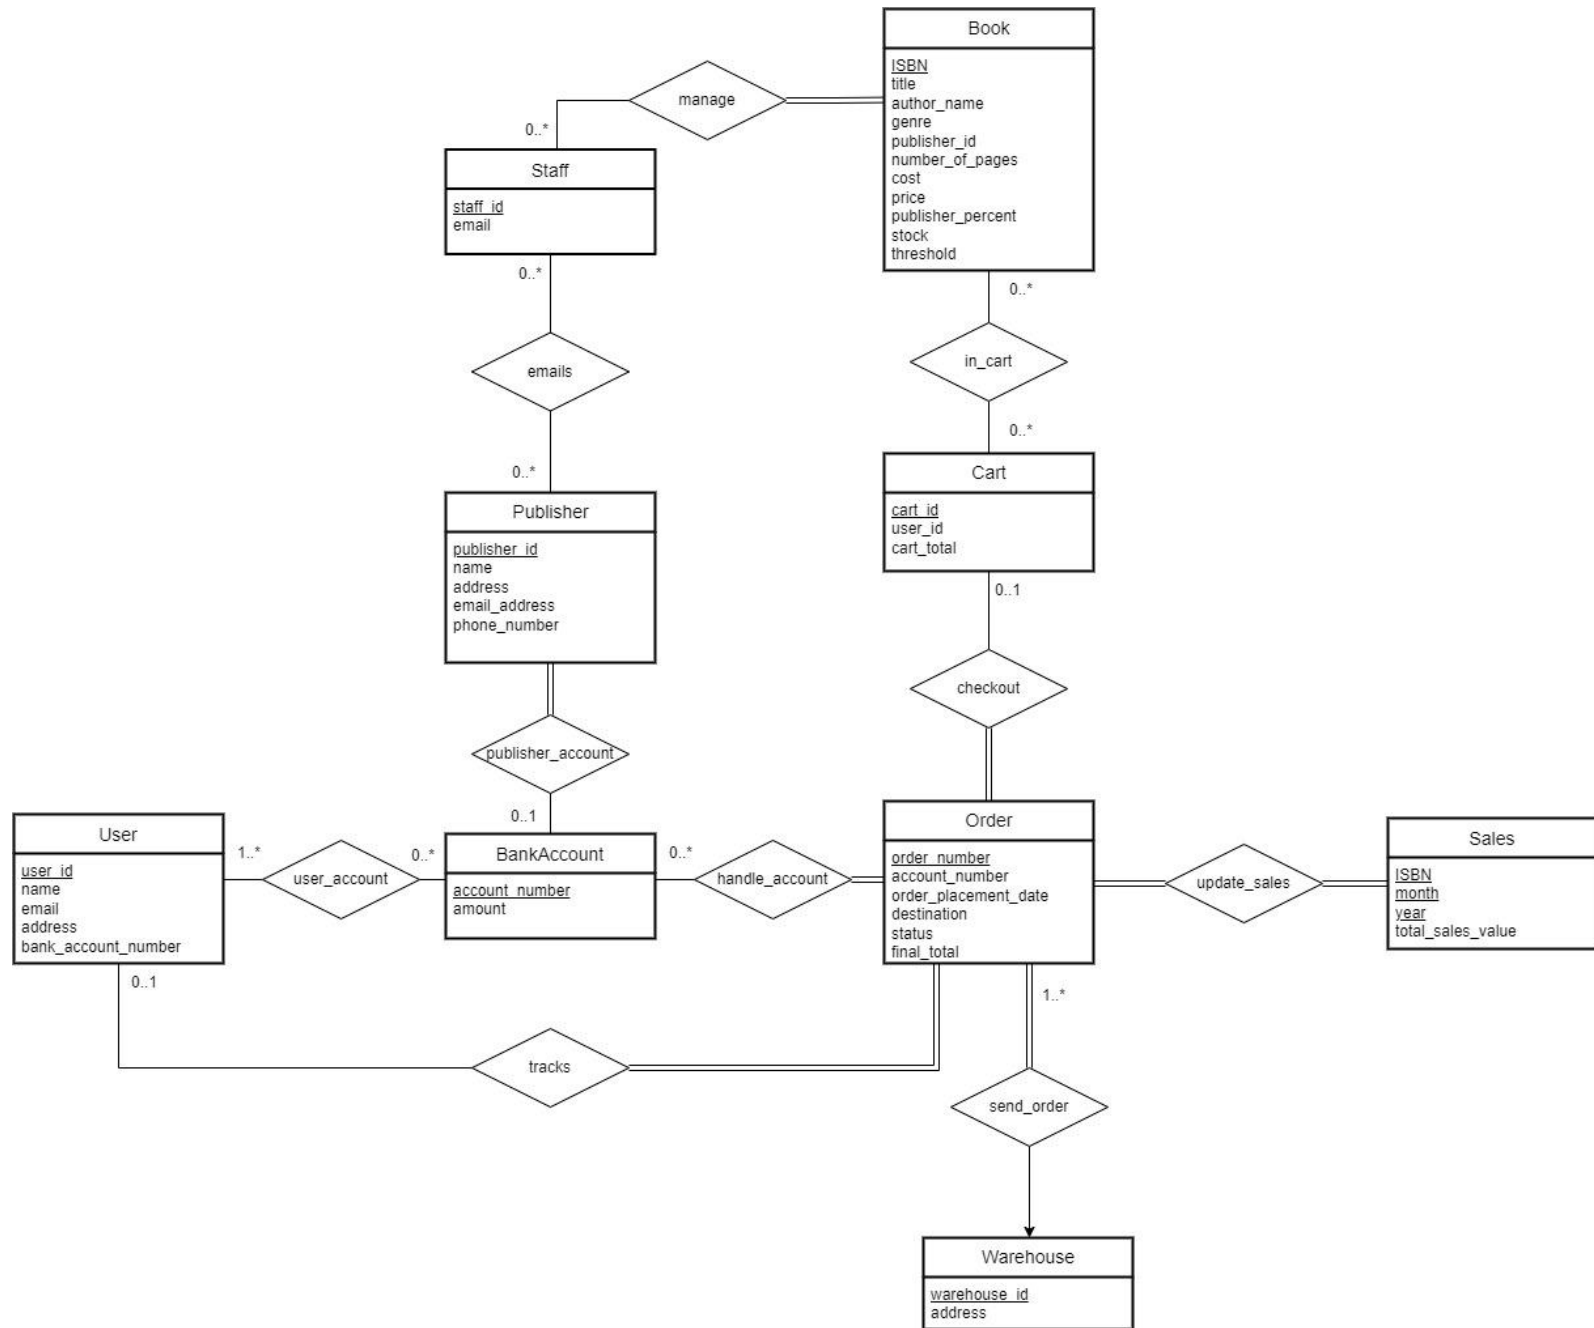 Book
ISBN
title
author_name
genre
publisher_id
number_of_pages
cost
price
publisher_percent
stock
threshold
manage
0..*
Staff
staff_id
email
0..*
0..*
emails
in_cart
0..*
0..*
Publisher
publisher_id
name
address
email_address
phone_number
Cart
cart_id
user_id
cart_total
0..1
checkout
publisher_account
0..1
User
user_id
name
email
address
bank_account_number
1..*
user_account
0..*
BankAccount
account_number
amount
0..*
handle_account
Order
order_number
account_number
order_placement_date
destination
status
final_total
update_sales
Sales
ISBN
month
year
total_sales_value
0..1
1..*
tracks
send_order
Warehouse
warehouse_id
address